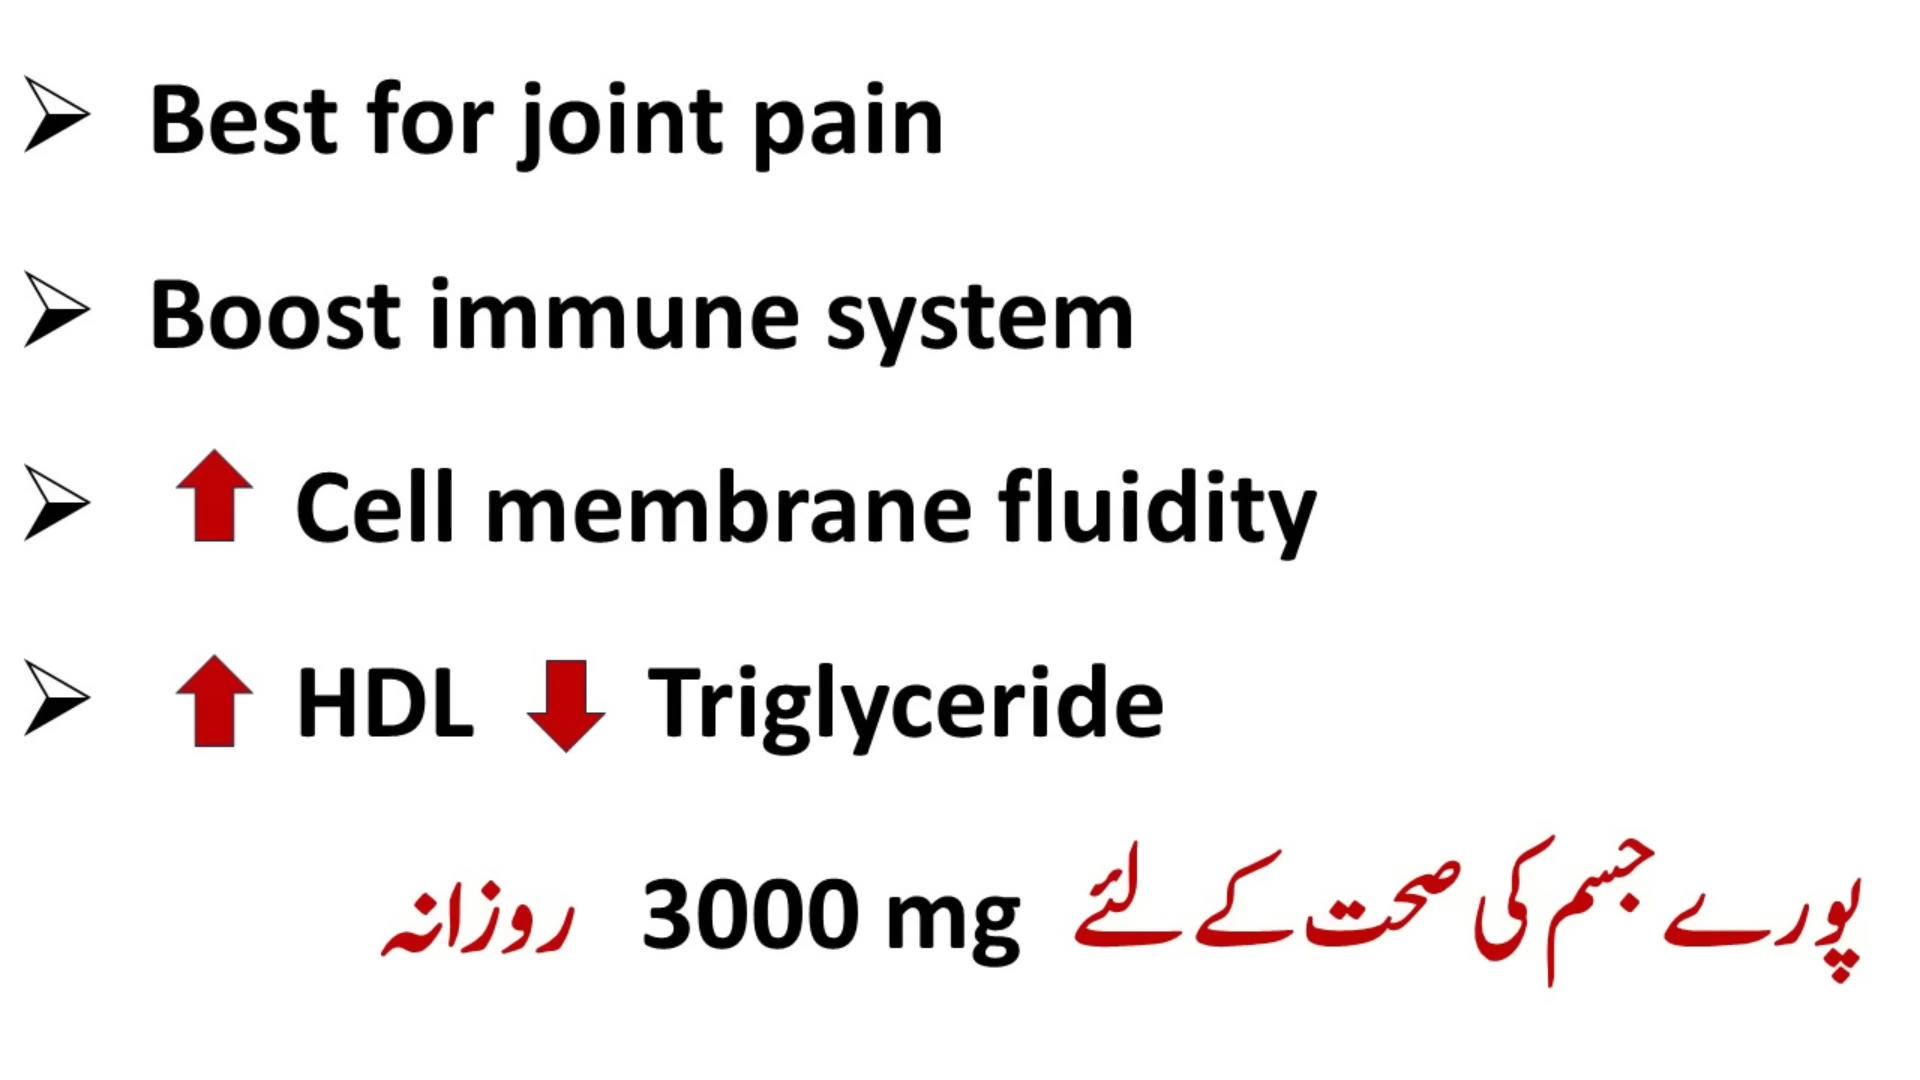 Best for joint pain
Boost immune system
Cell membrane fluidity
HDL Triglyceride
پورے جسم کی صحت کے لئے 3000 mg روزانہ